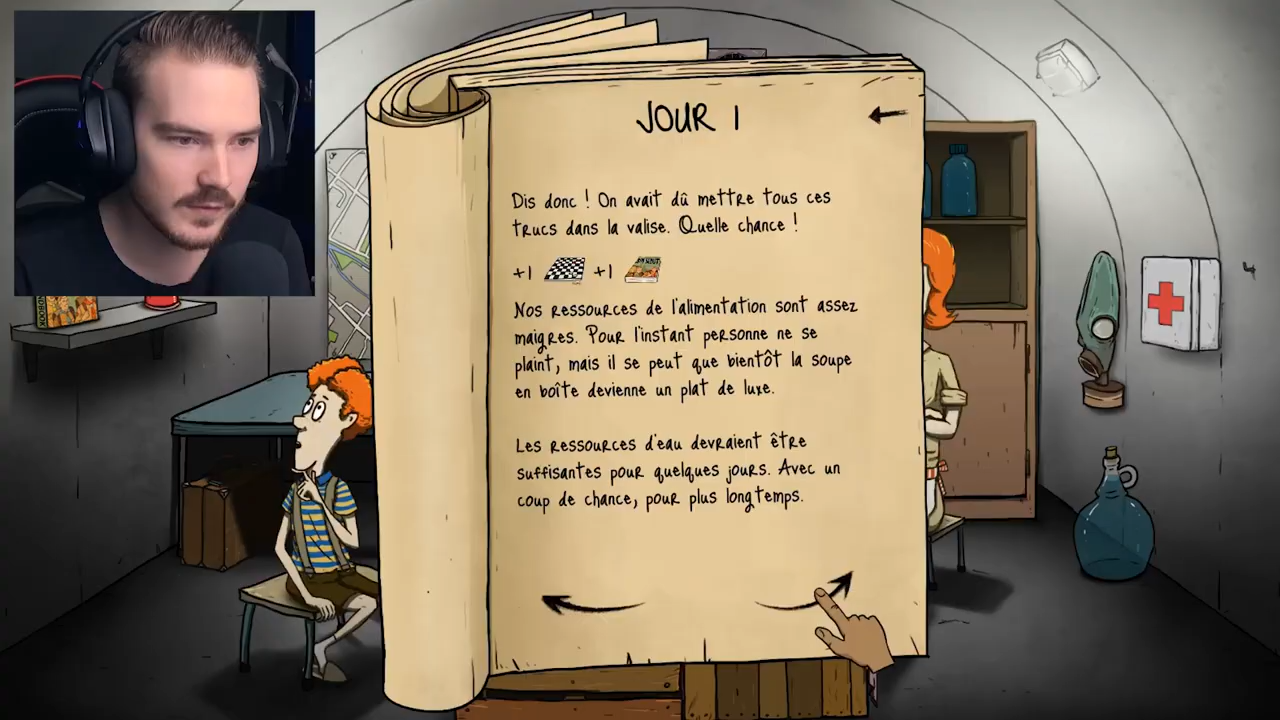 JOUR 1
Dis donc ! On avait dû mettre tous ces
trucs dans la valise. Quelle chance !
+1 +1
Nos ressources de l'alimentation sont assez
maigres. Pour l'instant personne ne se
plaint, mais il se peut que bientôt la soupe
en boîte devienne un plat de luxe.
Les ressources d'eau devraient être
suffisantes pour quelques jours. Avec un
coup de chance, pour plus longtemps.